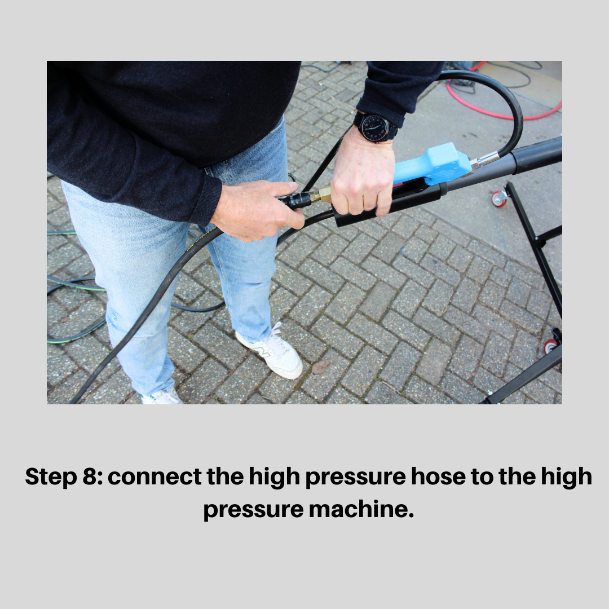 Step 8: connect the high pressure hose to the high
pressure machine.